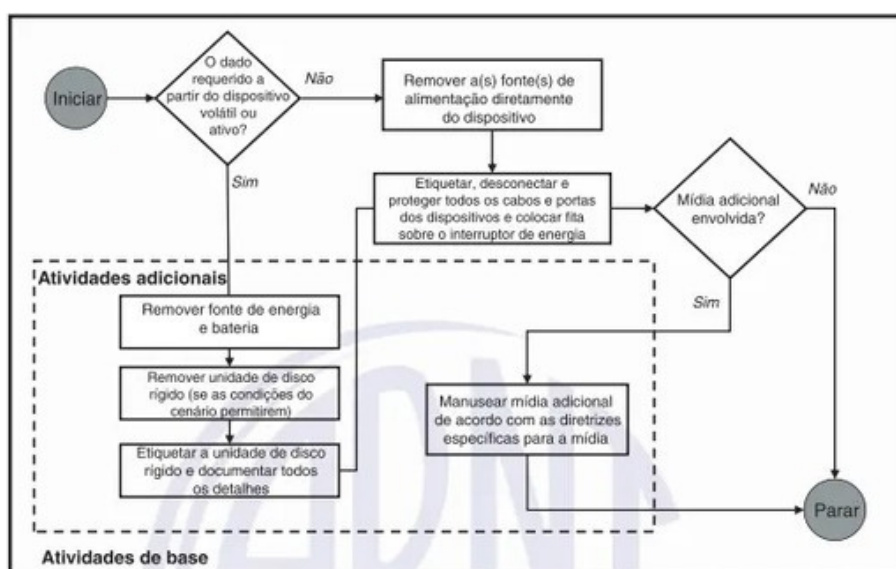 Iniciar
O dado
requerido a
partir do dispositivo
volátil ou
ativo?
Não
Remover a(s) fonte(s) de
alimentação diretamente
do dispositivo
Sim
Etiquetar, desconectar e
proteger todos os cabos e portas
dos dispositivos e colocar fita
sobre o interruptor de energia
Mídia adicional
envolvida?
Não
Sim
Atividades adicionais
Remover fonte de energia
e bateria
Remover unidade de disco
rígido (se as condições do
cenário permitirem)
Etiquetar a unidade de disco
rígido e documentar todos
os detalhes
Manusear mídia adicional
de acordo com as diretrizes
específicas para a mídia
Parar
Atividades de base